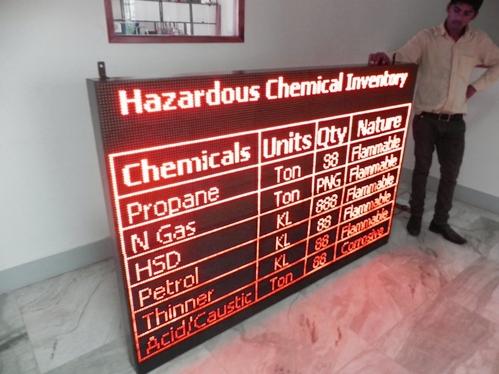 Hazardous Chemical Inventory
Chemicals Units Qty Nature
Propane Ton 98 Flammable
N Gas Ton PNG Flammable
HSD KL 888 Flammable
Petrol KL 88 Flammable
Thinner KL 88 Flammable
Acid/Caustic Ton 88 Corrosive